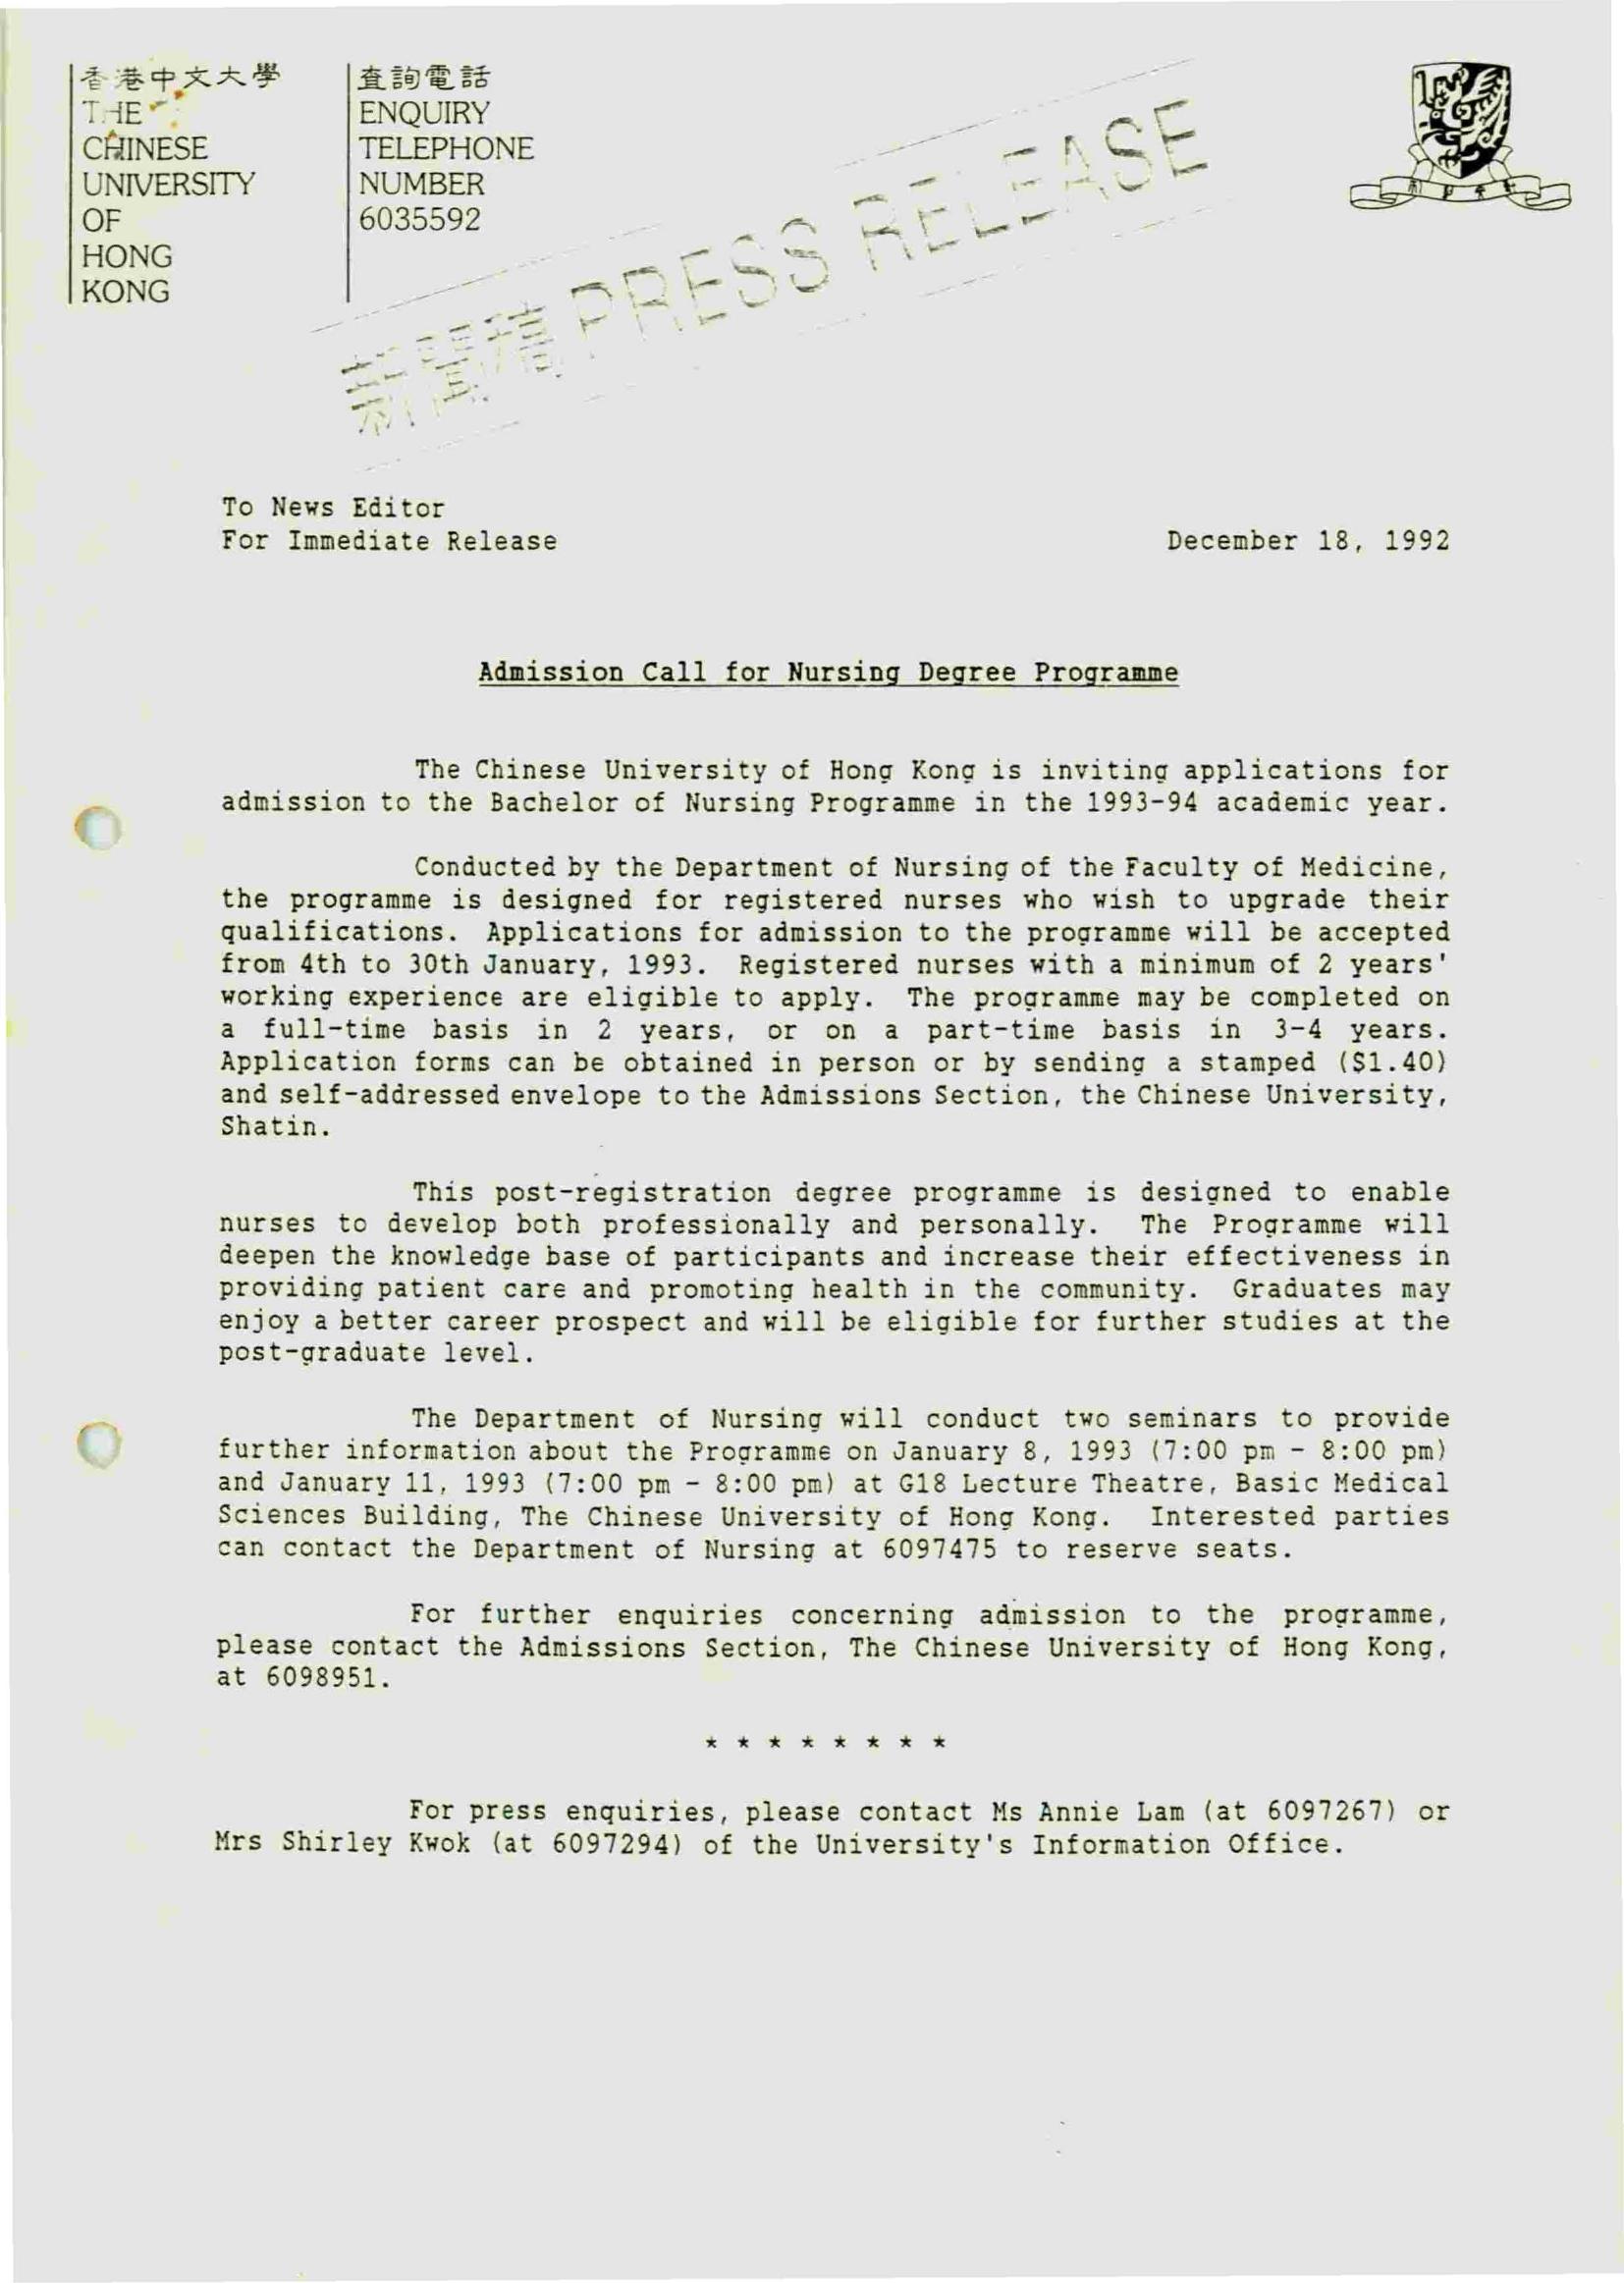 香港中文大學
THE
CHINESE
UNIVERSITY
OF
HONG
KONG
查詢電話
ENQUIRY
TELEPHONE
NUMBER
6035592
新聞稿 PRESS RELEASE
To News Editor
For Immediate Release December 18, 1992
Admission Call for Nursing Degree Programme
The Chinese University of Hong Kong is inviting applications for
admission to the Bachelor of Nursing Programme in the 1993-94 academic year.
Conducted by the Department of Nursing of the Faculty of Medicine,
the programme is designed for registered nurses who wish to upgrade their
qualifications. Applications for admission to the programme will be accepted
from 4th to 30th January, 1993. Registered nurses with a minimum of 2 years'
working experience are eligible to apply. The programme may be completed on
a full-time basis in 2 years, or on a part-time basis in 3-4 years.
Application forms can be obtained in person or by sending a stamped ($1.40)
and self-addressed envelope to the Admissions Section, the Chinese University,
Shatin.
This post-registration degree programme is designed to enable
nurses to develop both professionally and personally. The Programme will
deepen the knowledge base of participants and increase their effectiveness in
providing patient care and promoting health in the community. Graduates may
enjoy a better career prospect and will be eligible for further studies at the
post-graduate level.
The Department of Nursing will conduct two seminars to provide
further information about the Programme on January 8, 1993 (7:00 pm - 8:00 pm)
and January 11, 1993 (7:00 pm - 8:00 pm) at G18 Lecture Theatre, Basic Medical
Sciences Building, The Chinese University of Hong Kong. Interested parties
can contact the Department of Nursing at 6097475 to reserve seats.
For further enquiries concerning admission to the programme,
please contact the Admissions Section, The Chinese University of Hong Kong,
at 6098951.
* * * * * * * *
For press enquiries, please contact Ms Annie Lam (at 6097267) or
Mrs Shirley Kwok (at 6097294) of the University's Information Office.